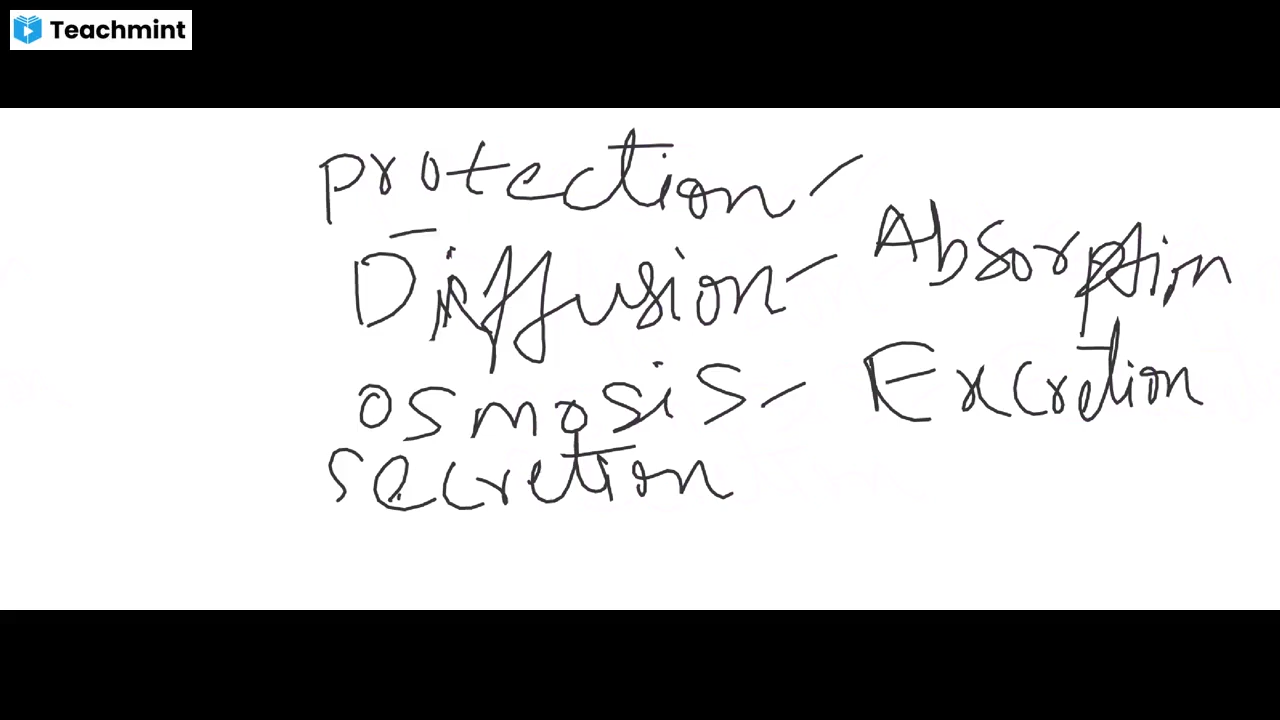 Teachmint
Protection -
Diffusion - Absorption
Osmosis - Excretion
Secretion